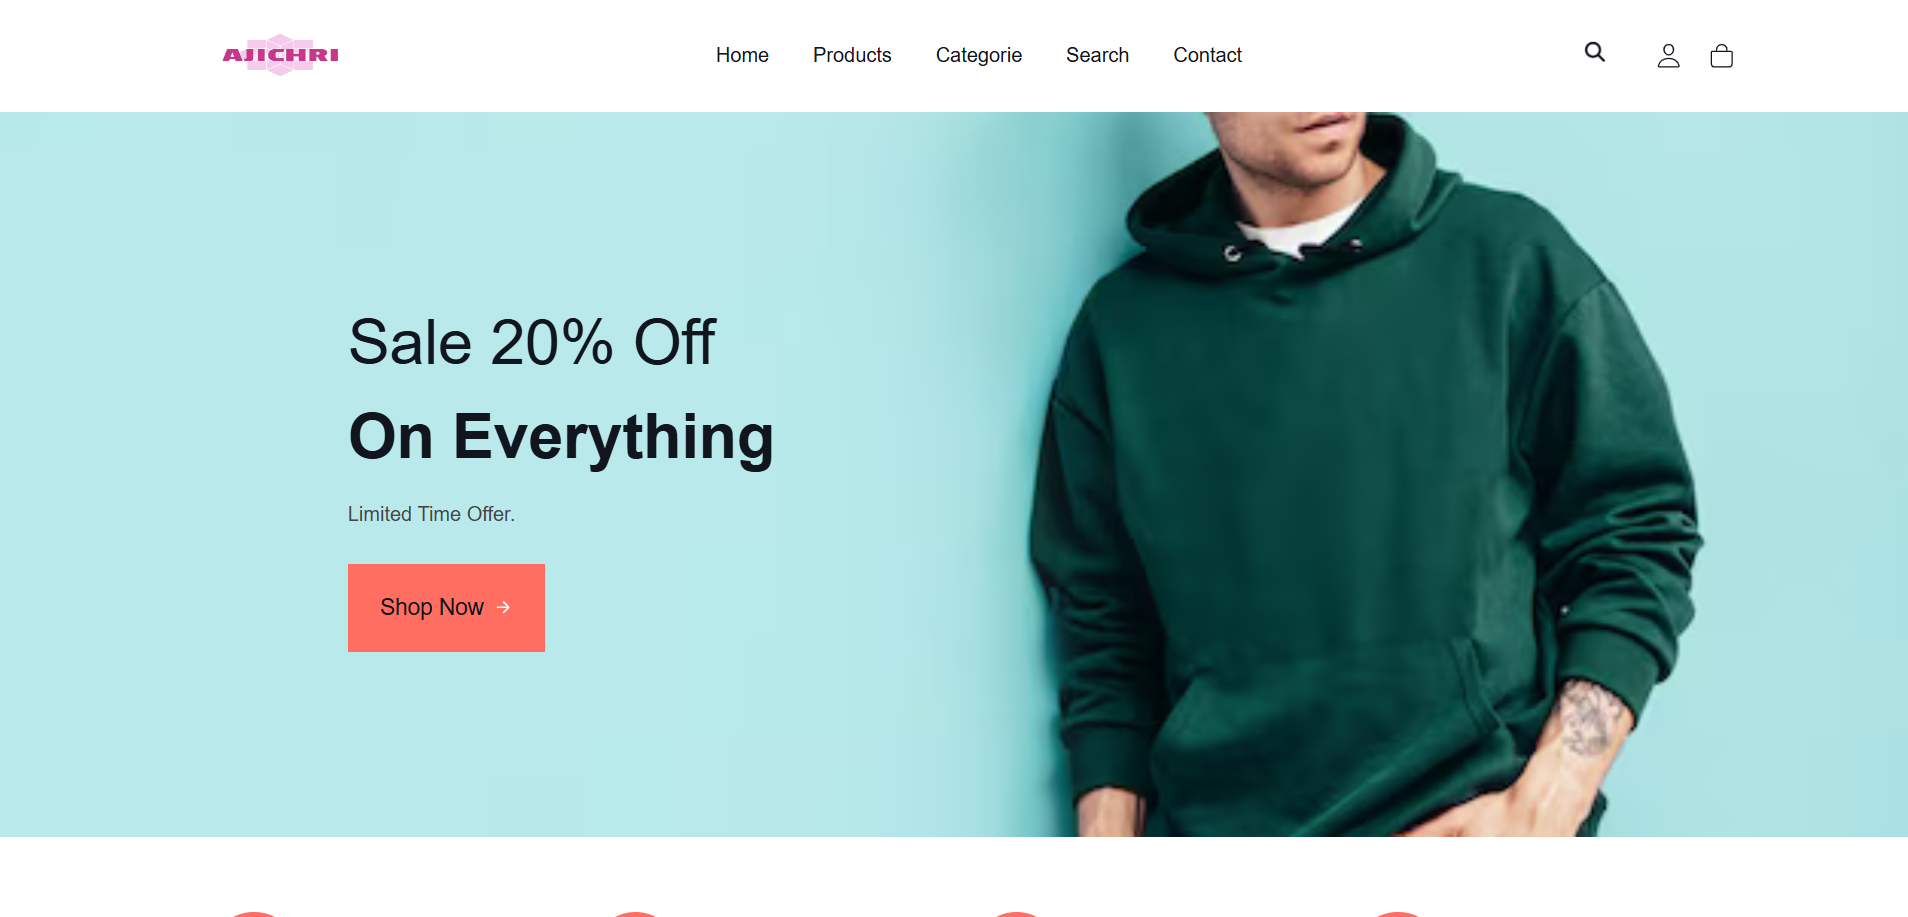 AJICHRI
Home Products Categorie Search Contact
Sale 20% Off
On Everything
Limited Time Offer.
Shop Now →